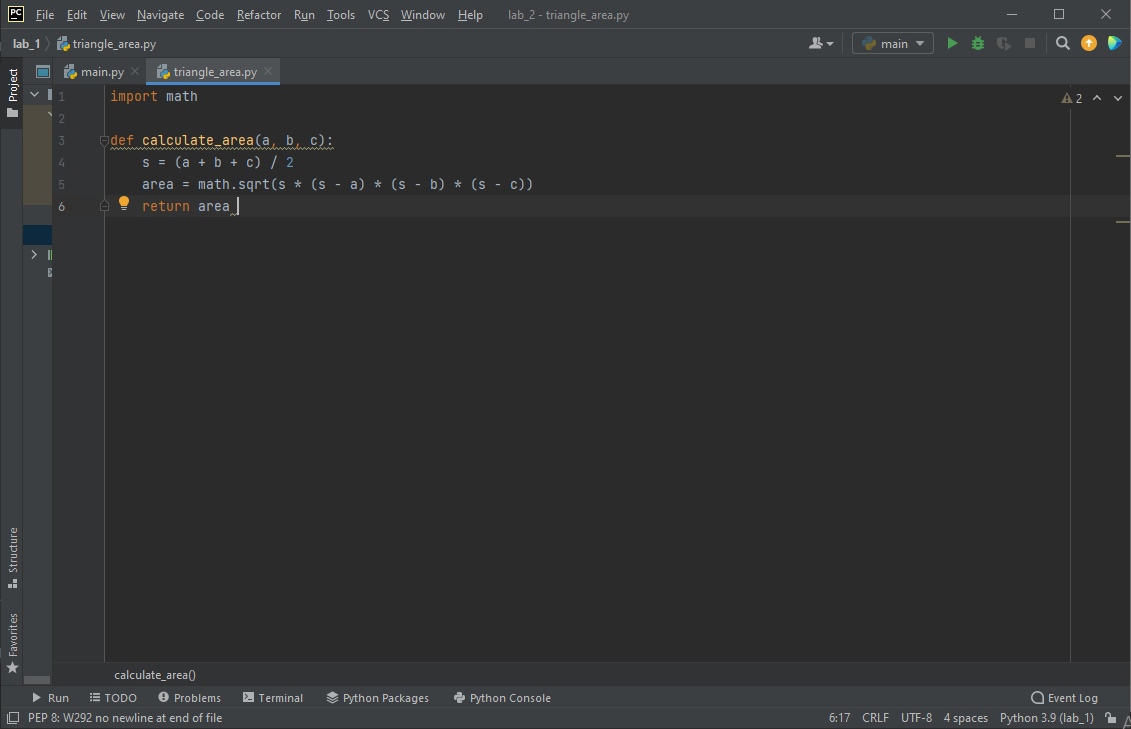 PC File Edit View Navigate Code Refactor Run Tools VCS Window Help lab_2 - triangle_area.py
lab_1 triangle_area.py main
Project
main.py triangle_area.py
1 import math
2
3 def calculate_area(a, b, c):
4 s = (a + b + c) / 2
5 area = math.sqrt(s * (s - a) * (s - b) * (s - c))
6 return area
2
Structure
Favorites
calculate_area()
Run TODO Problems Terminal Python Packages Python Console Event Log
PEP 8: W292 no newline at end of file 6:17 CRLF UTF-8 4 spaces Python 3.9 (lab_1)